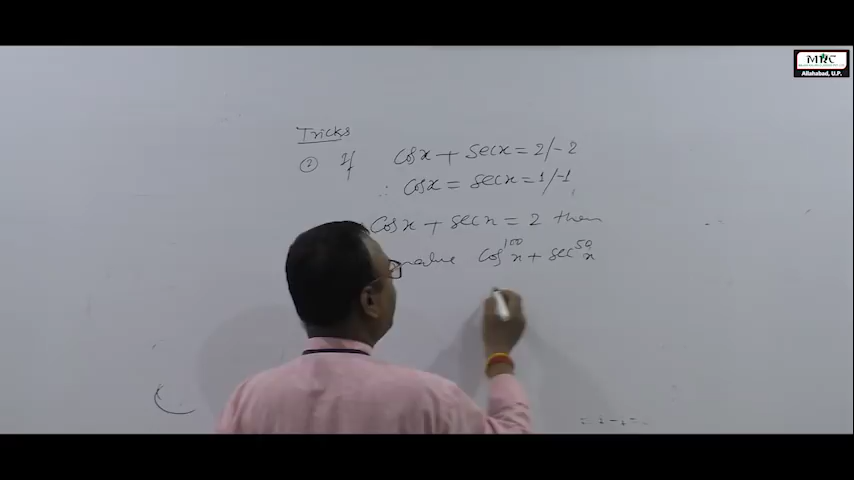 MRC
Allahabad, U.P.
Tricks
② If cosx + secx = 2/-2
∴ cosx = secx = 1/-1
cosx + secx = 2 then
value cos¹⁰⁰x + sec⁵⁰x